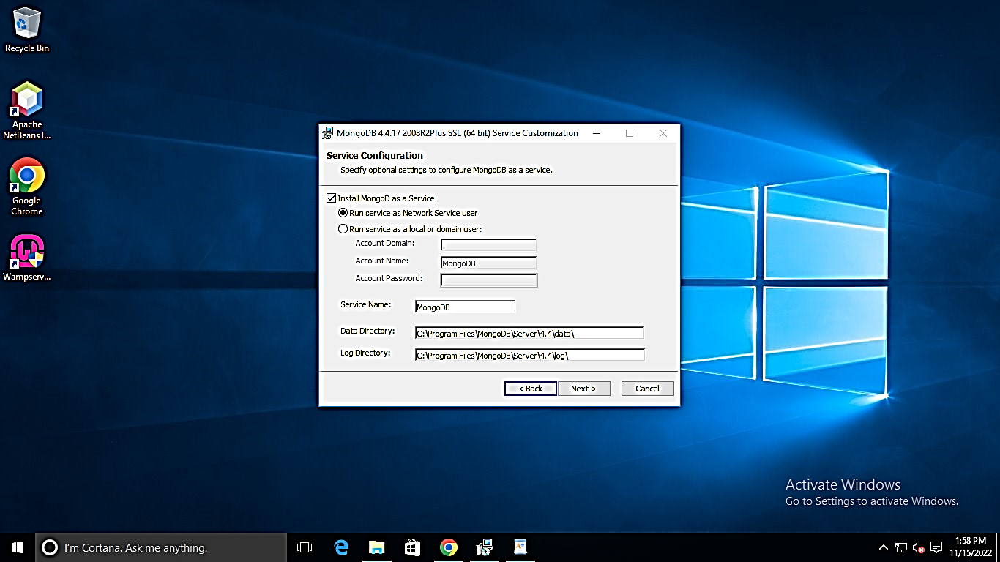 Recycle Bin
Apache
NetBeans I...
Google
Chrome
Wampserv...
MongoDB 4.4.17 2008R2Plus SSL (64 bit) Service Customization
Service Configuration
Specify optional settings to configure MongoDB as a service.
Install MongoD as a Service
Run service as Network Service user
Run service as a local or domain user:
Account Domain: .
Account Name: MongoDB
Account Password:
Service Name: MongoDB
Data Directory: C:\Program Files\MongoDB\Server\4.4\data\
Log Directory: C:\Program Files\MongoDB\Server\4.4\log\
< Back Next > Cancel
Activate Windows
Go to Settings to activate Windows.
I'm Cortana. Ask me anything.
1:58 PM
11/15/2022